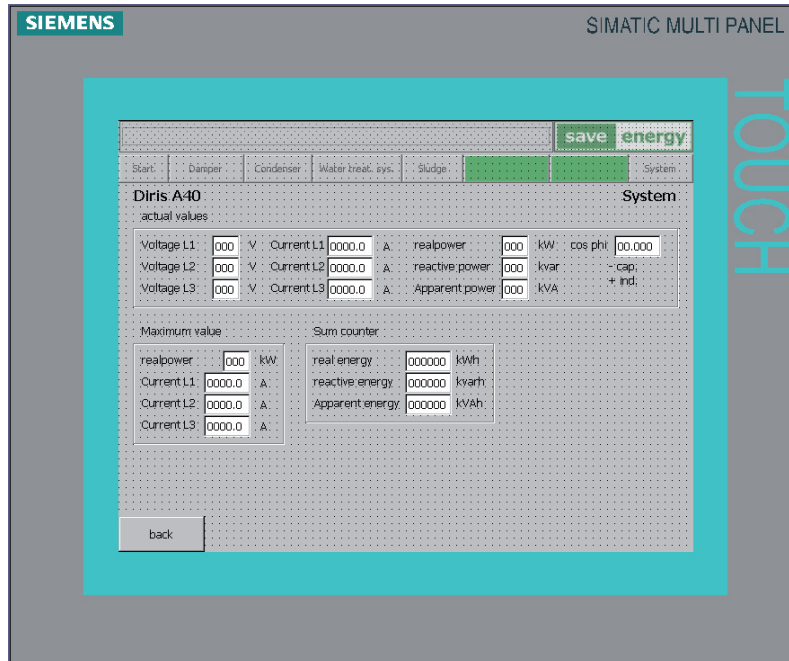 SIEMENS
SIMATIC MULTI PANEL
TOUCH
save energy
Start Damper Condenser Water treat. sys. Sludge System
Diris A40 System
actual values
Voltage L1 000 V Current L1 0000.0 A realpower 000 kW cos phi 00.000
Voltage L2 000 V Current L2 0000.0 A reactive power 000 kvar - cap.
Voltage L3 000 V Current L3 0000.0 A Apparent power 000 kVA + ind.
Maximum value Sum counter
realpower 000 kW real energy 000000 kWh
Current L1 0000.0 A reactive energy 000000 kvarh
Current L2 0000.0 A Apparent energy 000000 kVAh
Current L3 0000.0 A
back